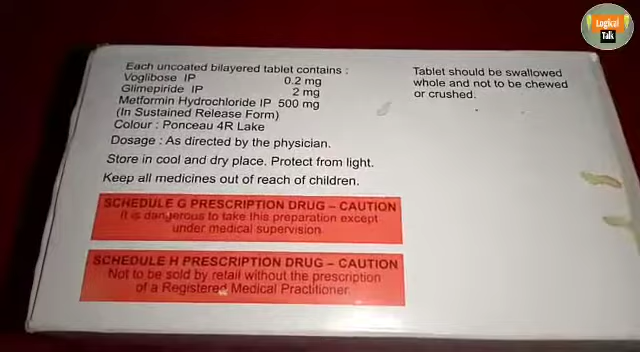 Logical
Talk
Each uncoated bilayered tablet contains :
Voglibose IP 0.2 mg
Glimepiride IP 2 mg
Metformin Hydrochloride IP 500 mg
(In Sustained Release Form)
Colour : Ponceau 4R Lake
Dosage : As directed by the physician.
Store in cool and dry place. Protect from light.
Keep all medicines out of reach of children.
Tablet should be swallowed
whole and not to be chewed
or crushed.
SCHEDULE G PRESCRIPTION DRUG – CAUTION
It is dangerous to take this preparation except
under medical supervision
SCHEDULE H PRESCRIPTION DRUG – CAUTION
Not to be sold by retail without the prescription
of a Registered Medical Practitioner.